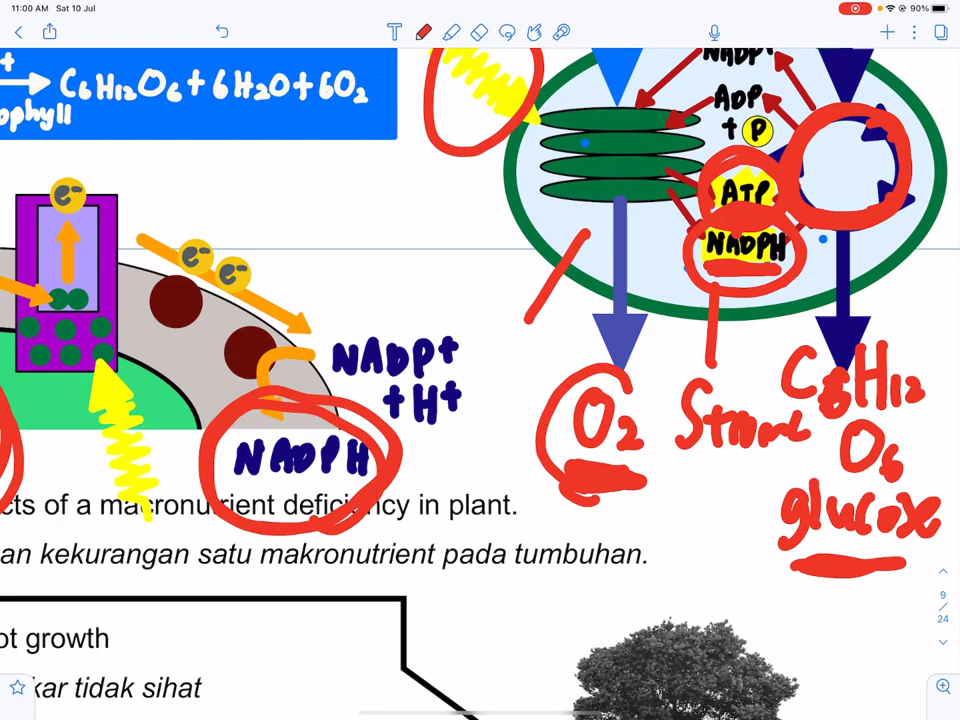 11:00 AM Sat 10 Jul
90%
+
C6H12O6 + 6H2O + 6O2
ophyll
NADP+
ADP
+ P
ATP
NADPH
e-
e- e-
NADP+
+H+
NADPH
O2
C6H12
O6
glucose
cts of a macronutrient deficiency in plant.
an kekurangan satu makronutrient pada tumbuhan.
ot growth
kar tidak sihat
9
/
24